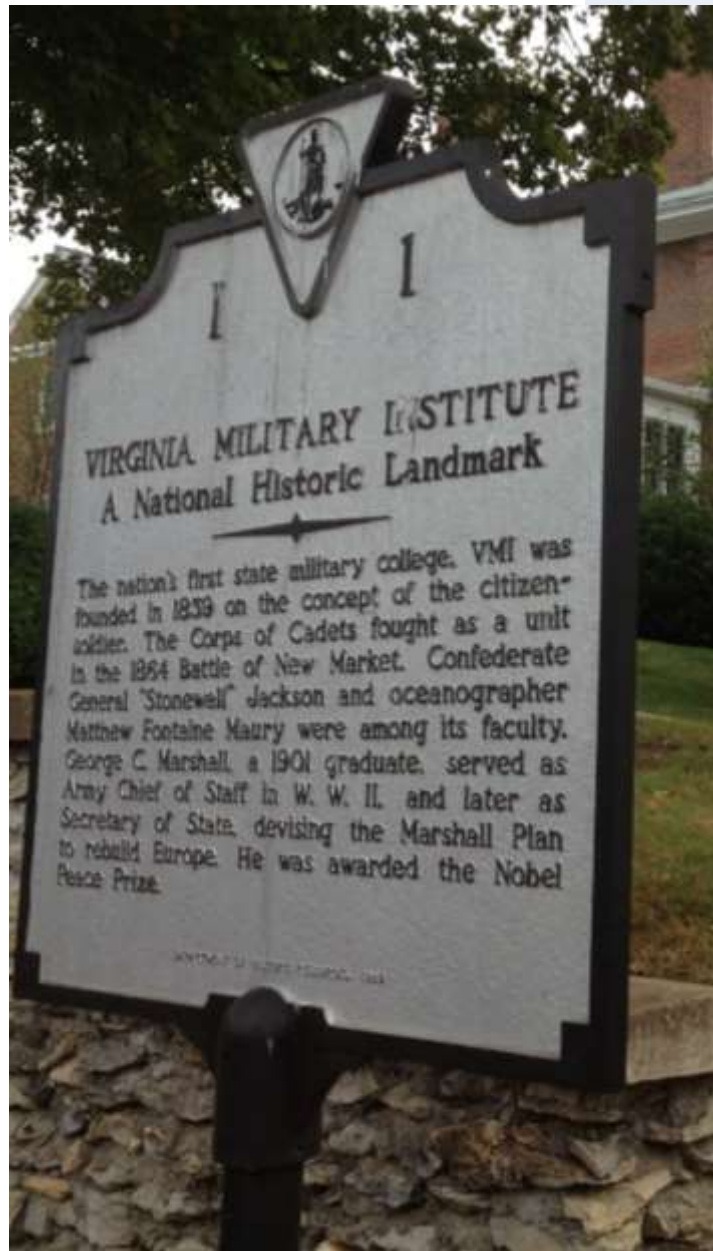 I 1
VIRGINIA MILITARY INSTITUTE
A National Historic Landmark
The nation's first state military college, VMI was
founded in 1839 on the concept of the citizen-
soldier. The Corps of Cadets fought as a unit
in the 1864 Battle of New Market. Confederate
General "Stonewall" Jackson and oceanographer
Matthew Fontaine Maury were among its faculty.
George C. Marshall, a 1901 graduate, served as
Army Chief of Staff in W. W. II, and later as
Secretary of State, devising the Marshall Plan
to rebuild Europe. He was awarded the Nobel
Peace Prize.